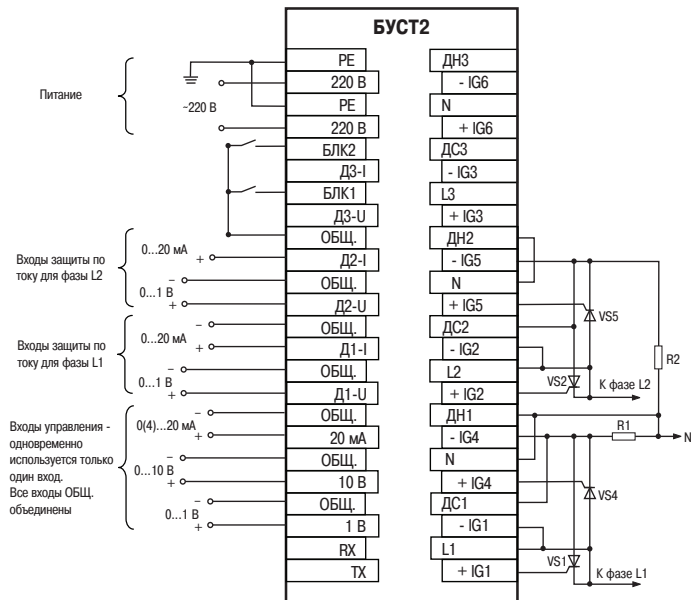 БУСТ2
PE
220 В
PE
220 В
БЛК2
Д3-I
БЛК1
Д3-U
ОБЩ.
Д2-I
ОБЩ.
Д2-U
ОБЩ.
Д1-I
ОБЩ.
Д1-U
ОБЩ.
20 мА
ОБЩ.
10 В
ОБЩ.
1 В
RX
TX
ДН3
- IG6
N
+ IG6
ДС3
- IG3
L3
+ IG3
ДН2
- IG5
N
+ IG5
ДС2
- IG2
L2
+ IG2
ДН1
- IG4
N
+ IG4
ДС1
- IG1
L1
+ IG1
Питание
~220 В
Входы защиты по
току для фазы L2
0...20 мА
+
–
0...1 В
+
Входы защиты по
току для фазы L1
–
0...20 мА
+
–
0...1 В
+
Входы управления -
одновременно
используется только
один вход.
Все входы ОБЩ.
объединены
–
0(4)...20 мА
+
–
0...10 В
+
–
0...1 В
+
VS5
R2
VS2
К фазе L2
R1
N
VS4
VS1
К фазе L1